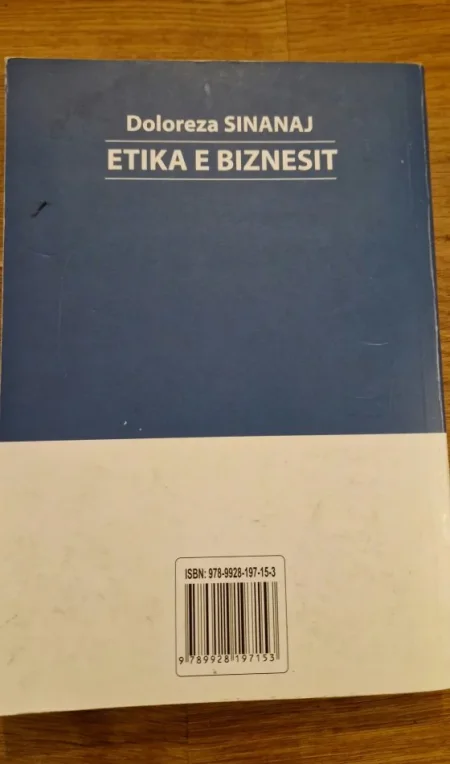 Doloreza SINANAJ
ETIKA E BIZNESIT
ISBN: 978-9928-197-15-3
9 789928 197153